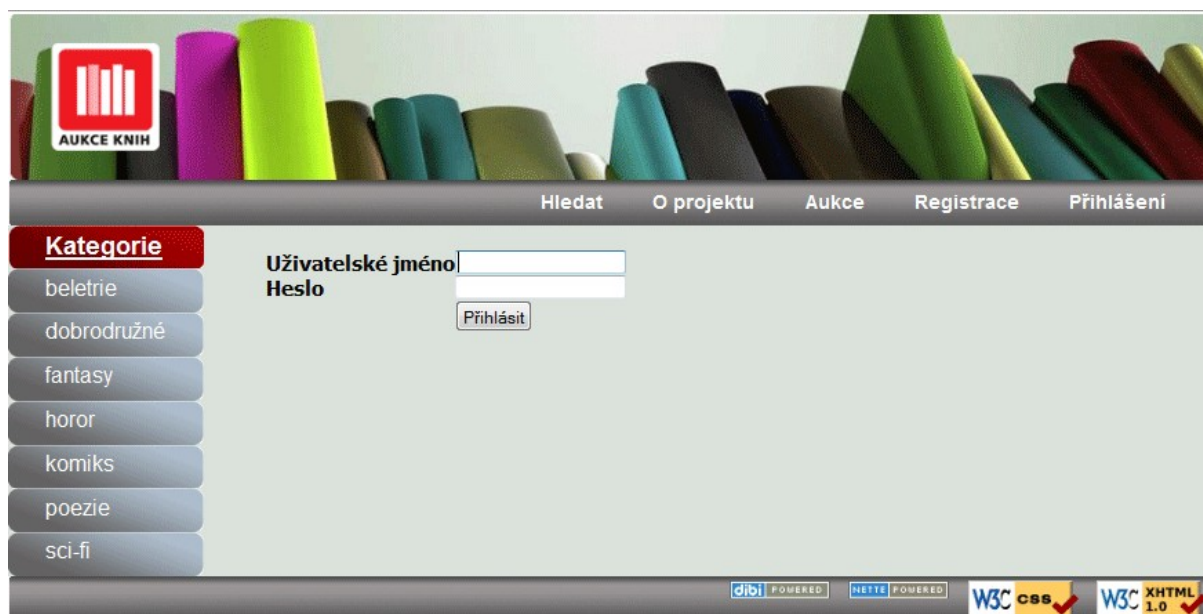 AUKCE KNIH
Hledat O projektu Aukce Registrace Přihlášení
Kategorie
beletrie
dobrodružné
fantasy
horor
komiks
poezie
sci-fi
Uživatelské jméno
Heslo
Přihlásit
dibi POWERED NETTE POWERED W3C css W3C XHTML 1.0